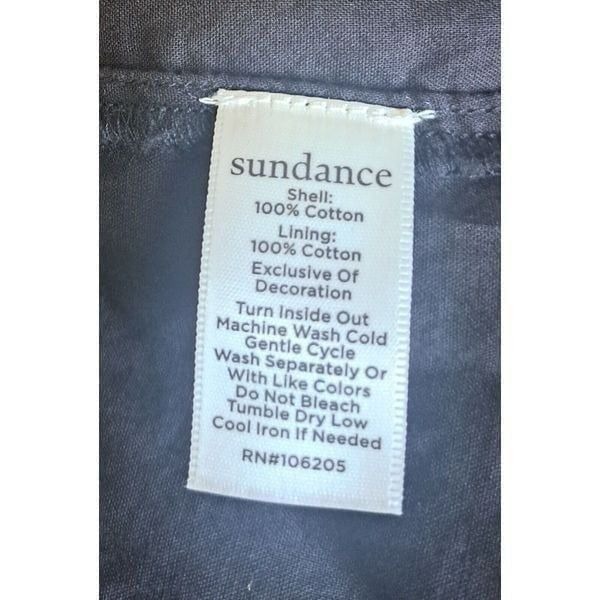 sundance
Shell:
100% Cotton
Lining:
100% Cotton
Exclusive Of
Decoration
Turn Inside Out
Machine Wash Cold
Gentle Cycle
Wash Separately Or
With Like Colors
Do Not Bleach
Tumble Dry Low
Cool Iron If Needed
RN#106205